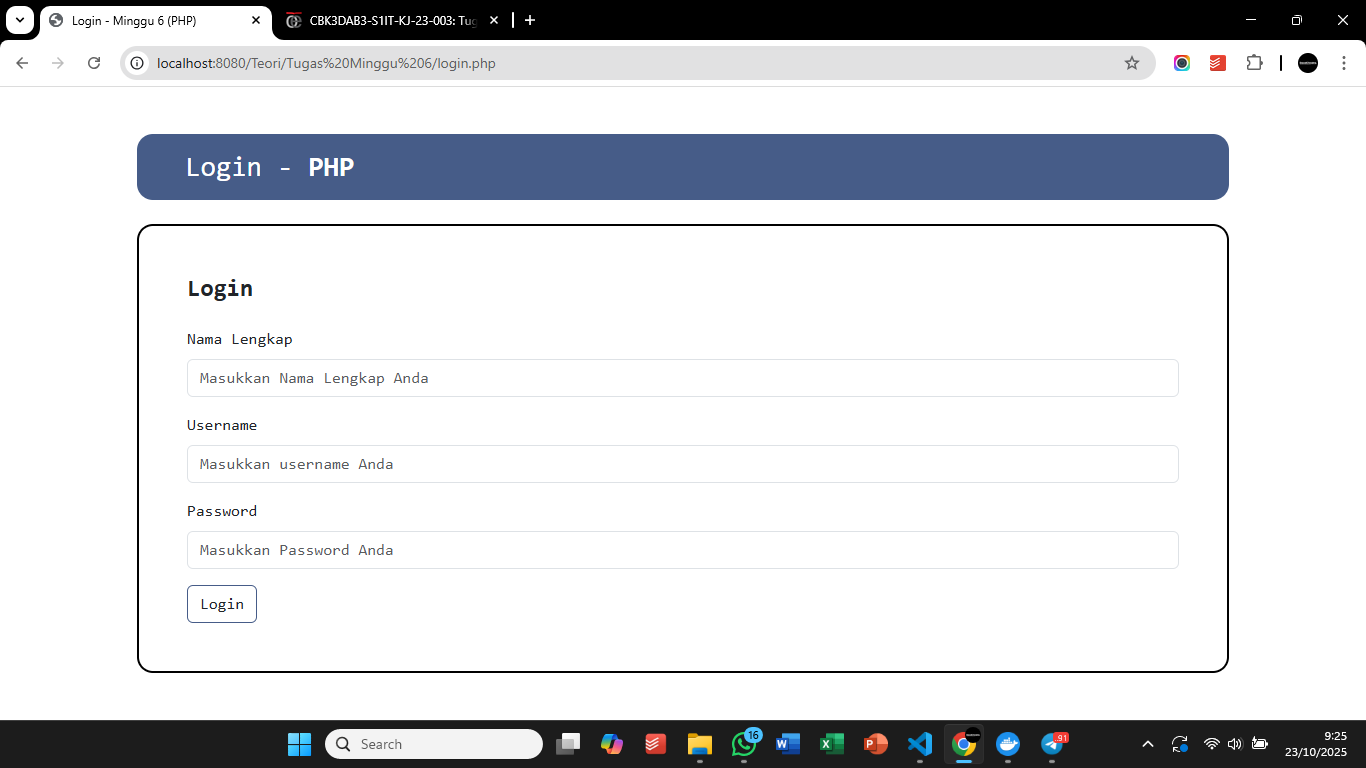 Login - Minggu 6 (PHP)
CBK3DAB3-S1IT-KJ-23-003: Tug
localhost:8080/Teori/Tugas%20Minggu%206/login.php
Login - PHP
Login
Nama Lengkap
Masukkan Nama Lengkap Anda
Username
Masukkan username Anda
Password
Masukkan Password Anda
Login
Search
16
91
9:25
23/10/2025